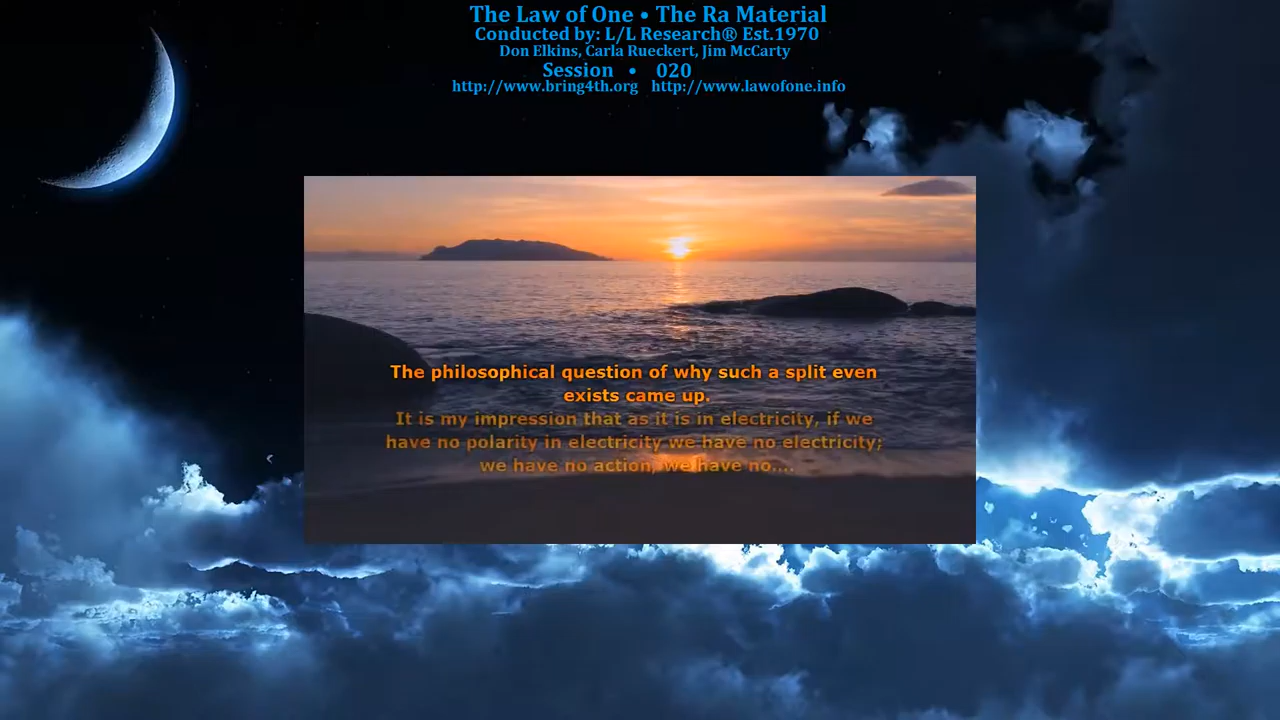 The Law of One • The Ra Material
Conducted by: L/L Research® Est.1970
Don Elkins, Carla Rueckert, Jim McCarty
Session • 020
http://www.bring4th.org http://www.lawofone.info
The philosophical question of why such a split even
exists came up.
It is my impression that as it is in electricity, if we
have no polarity in electricity we have no electricity;
we have no action, we have no....